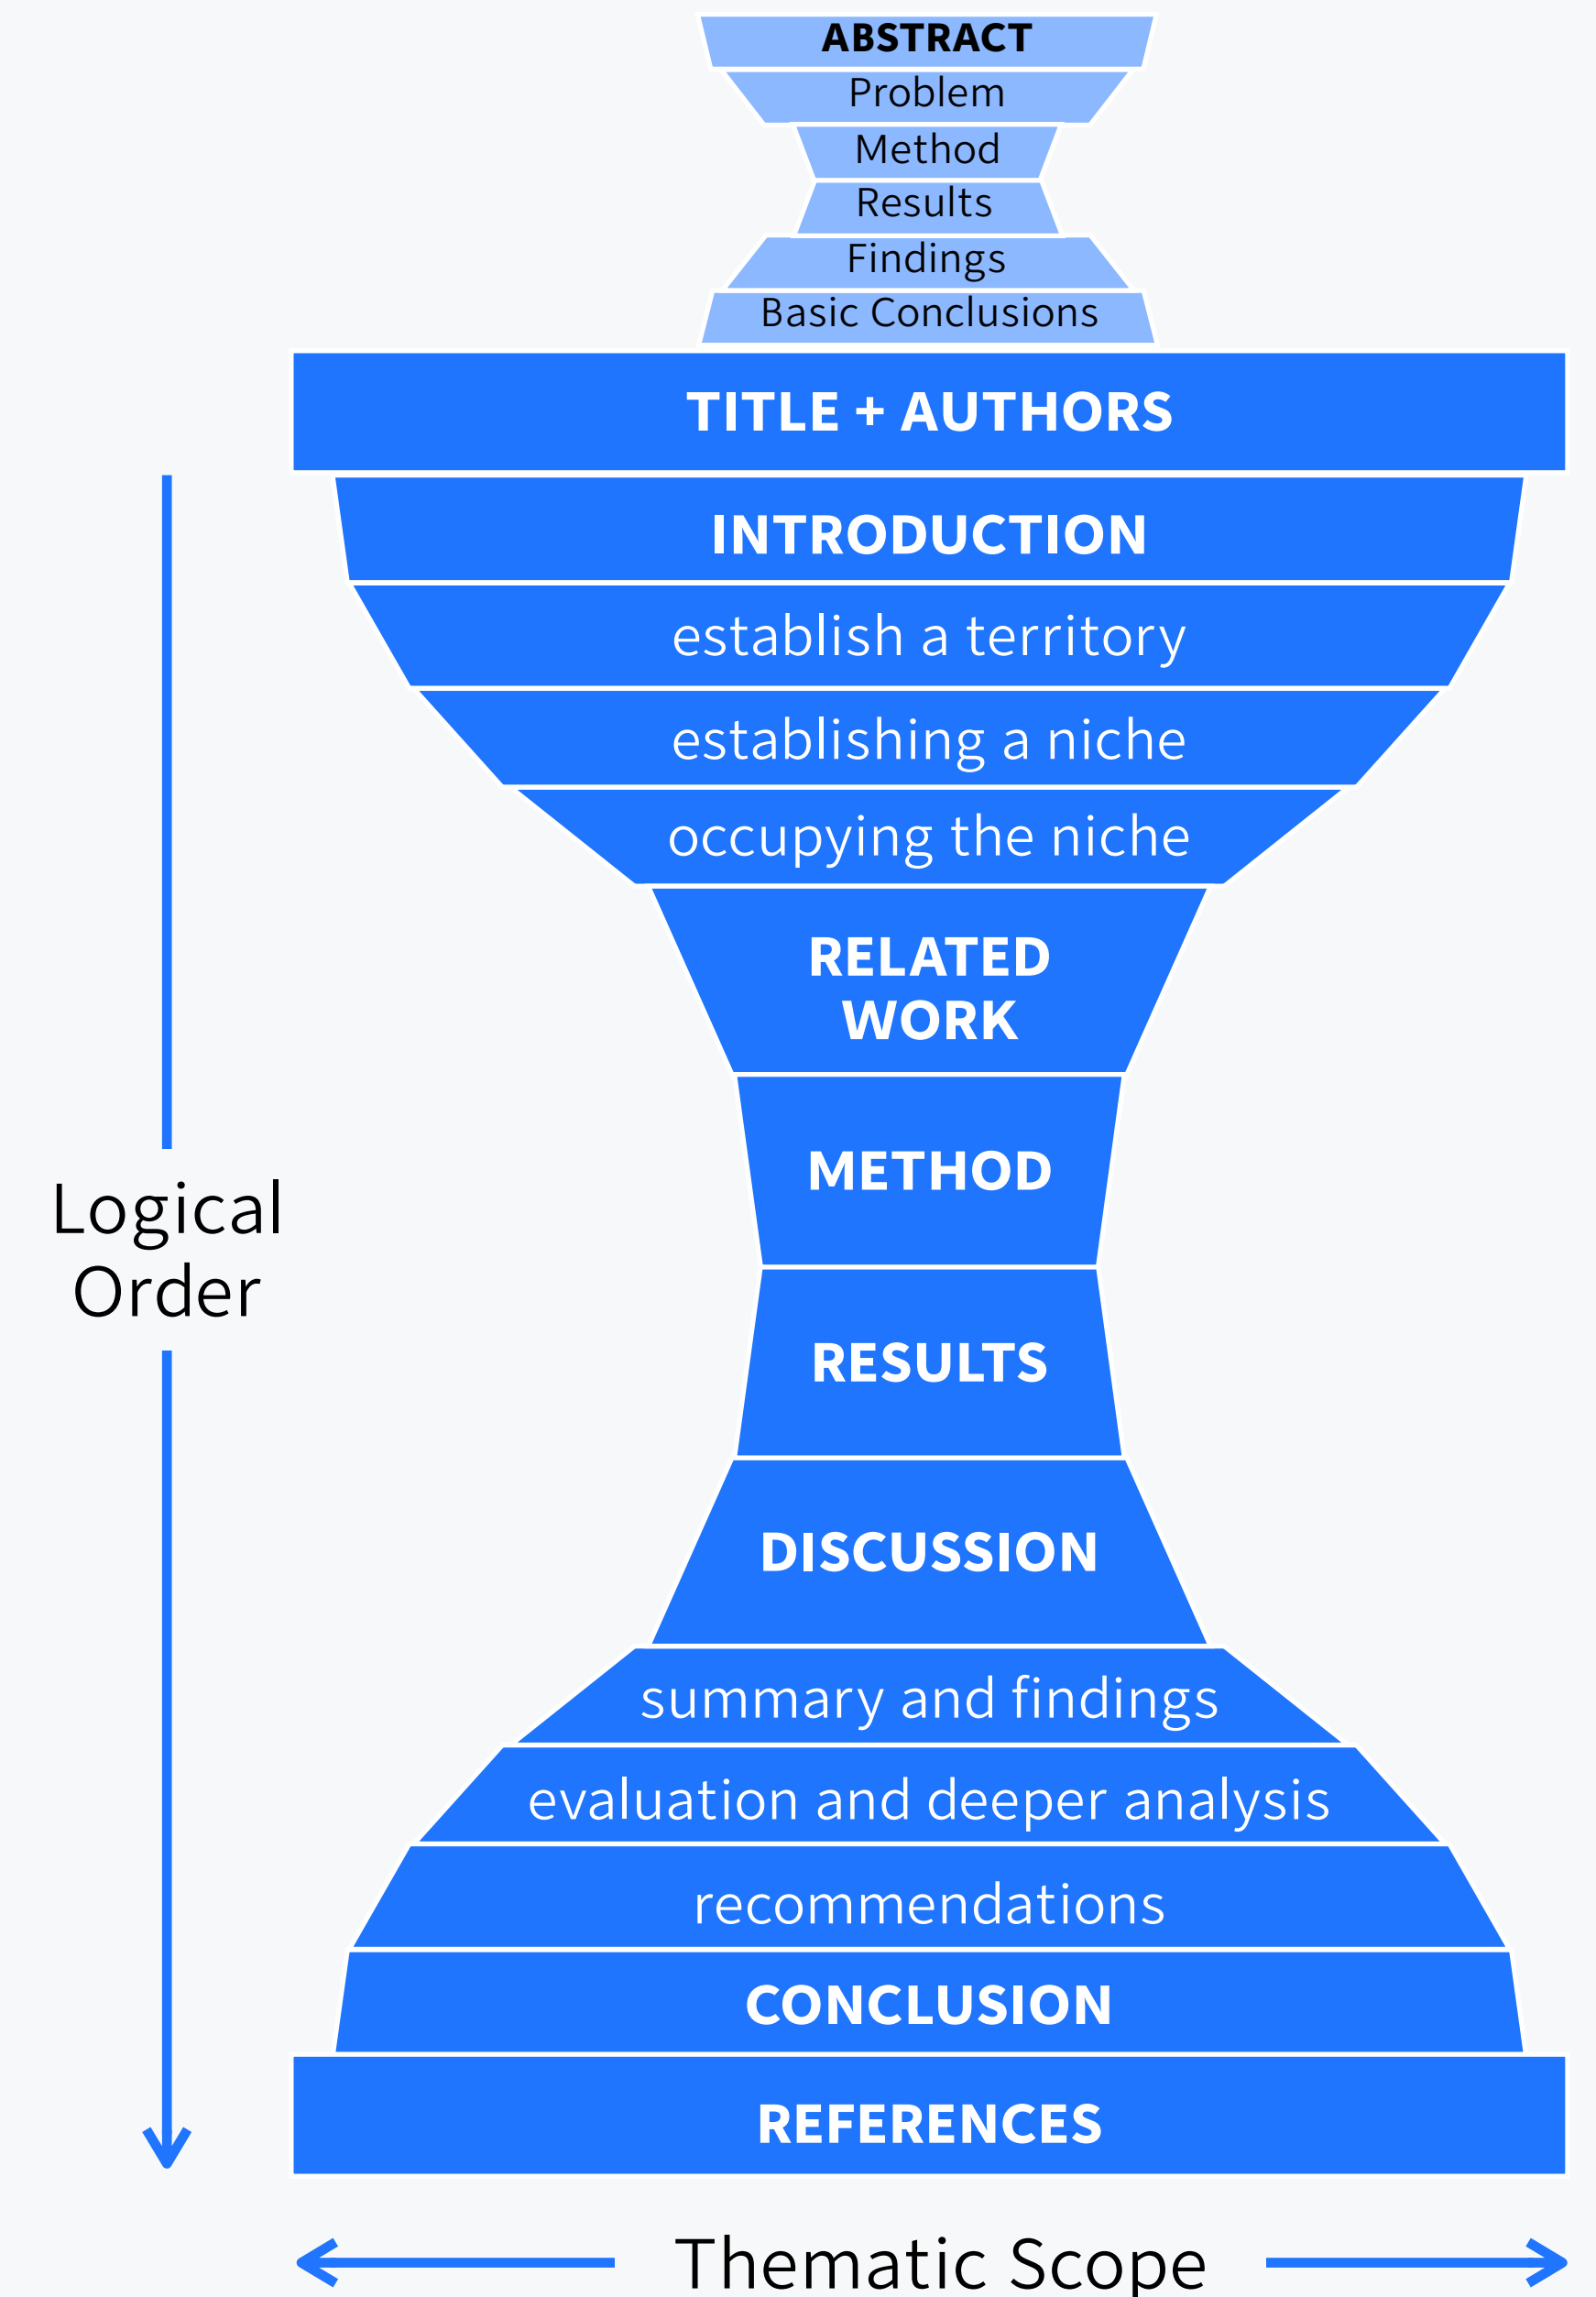 ABSTRACT
Problem
Method
Results
Findings
Basic Conclusions
TITLE + AUTHORS
INTRODUCTION
establish a territory
establishing a niche
occupying the niche
RELATED
WORK
METHOD
Logical
Order
RESULTS
DISCUSSION
summary and findings
evaluation and deeper analysis
recommendations
CONCLUSION
REFERENCES
Thematic Scope